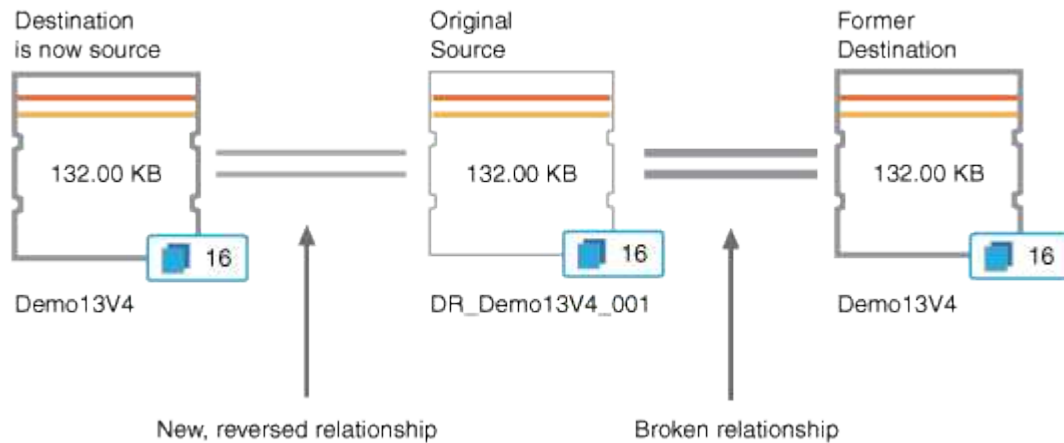 Destination
is now source
Original
Source
Former
Destination
132.00 KB
132.00 KB
132.00 KB
16
16
16
Demo13V4
DR_Demo13V4_001
Demo13V4
New, reversed relationship
Broken relationship